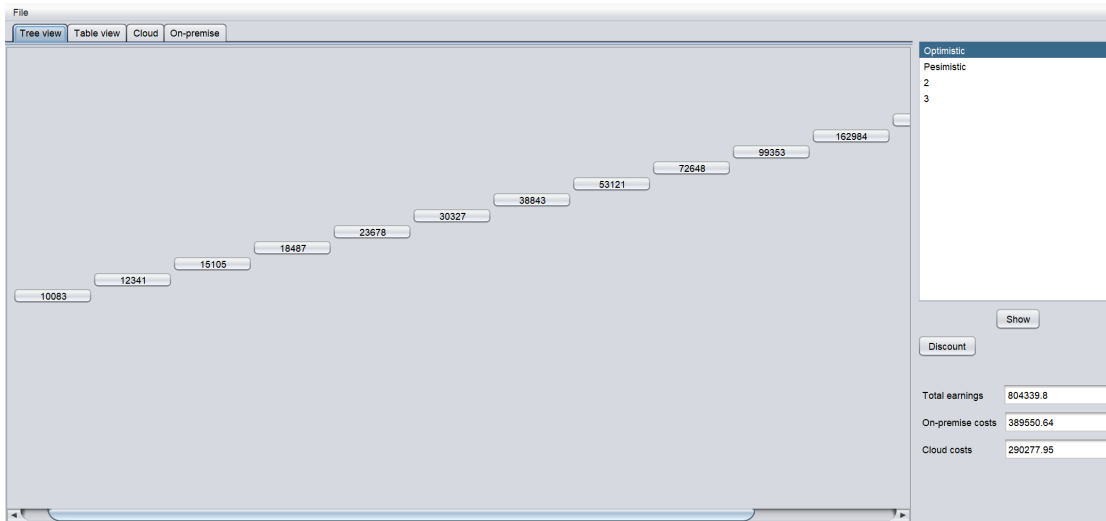 File
Tree view Table view Cloud On-premise
Optimistic
Pesimistic
2
3
162984
99353
72648
53121
38843
30327
23678
18487
15105
12341
10083
Show
Discount
Total earnings 804339.8
On-premise costs 389550.64
Cloud costs 290277.95